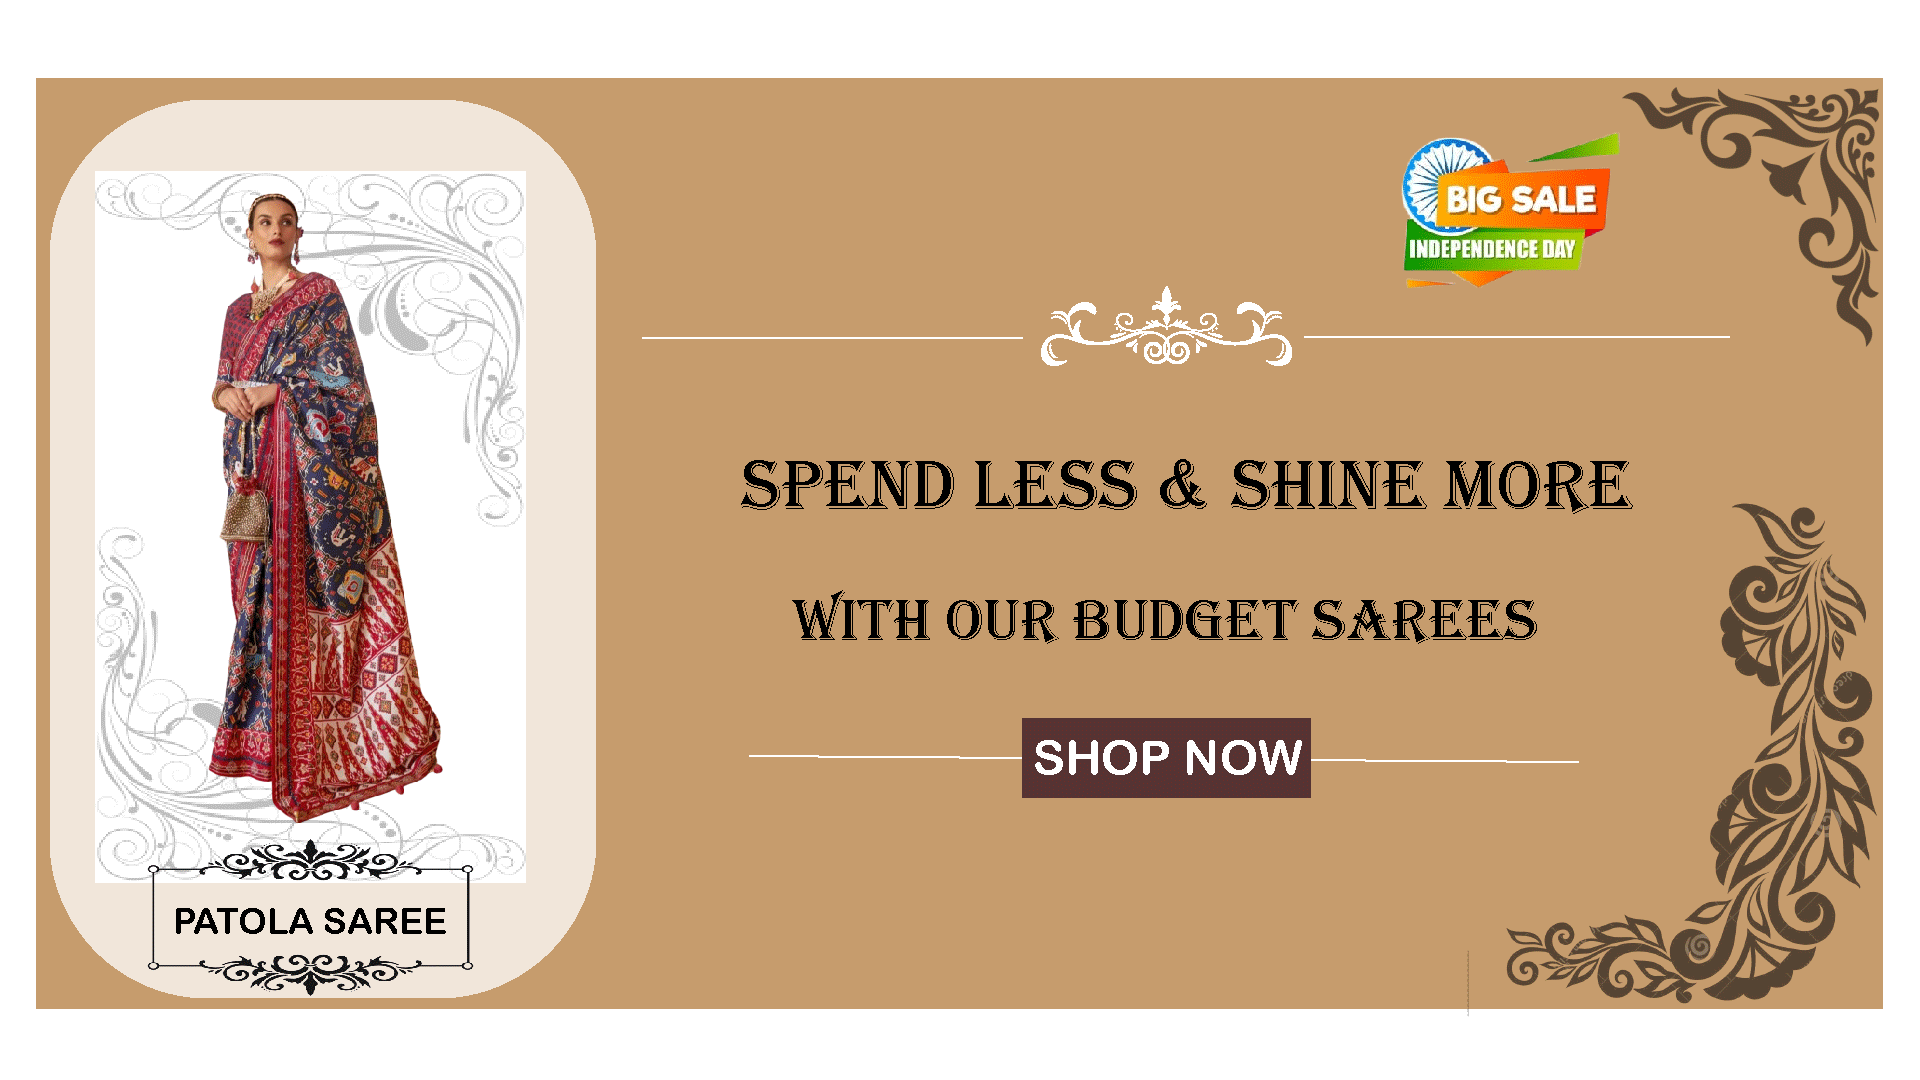 BIG SALE
INDEPENDENCE DAY
SPEND LESS & SHINE MORE
WITH OUR BUDGET SAREES
SHOP NOW
PATOLA SAREE